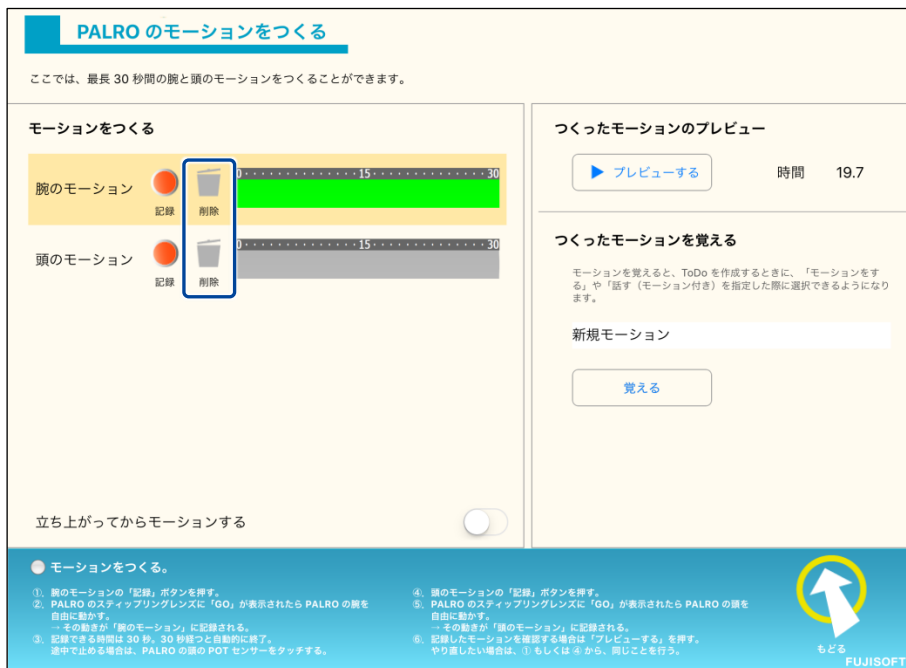 PALRO のモーションをつくる
ここでは、最長 30 秒間の腕と頭のモーションをつくることができます。
モーションをつくる
腕のモーション
記録
削除
0 15 30
頭のモーション
記録
削除
0 15 30
立ち上がってからモーションする
つくったモーションのプレビュー
プレビューする
時間 19.7
つくったモーションを覚える
モーションを覚えると、ToDo を作成するときに、「モーションをす
る」や「話す（モーション付き）を指定した際に選択できるようになり
ます。
新規モーション
覚える
モーションをつくる。
①．腕のモーションの「記録」ボタンを押す。
②．PALRO のスティップリングレンズに「GO」が表示されたら PALRO の腕を
自由に動かす。
→ その動きが「腕のモーション」に記録される。
③．記録できる時間は 30 秒。30 秒経つと自動的に終了。
途中で止める場合は、PALRO の頭の POT センサーをタッチする。
④．頭のモーションの「記録」ボタンを押す。
⑤．PALRO のスティップリングレンズに「GO」が表示されたら PALRO の頭を
自由に動かす。
→ その動きが「頭のモーション」に記録される。
⑥．記録したモーションを確認する場合は「プレビューする」を押す。
やり直したい場合は、① もしくは ④ から、同じことを行う。
もどる
FUJISOFT